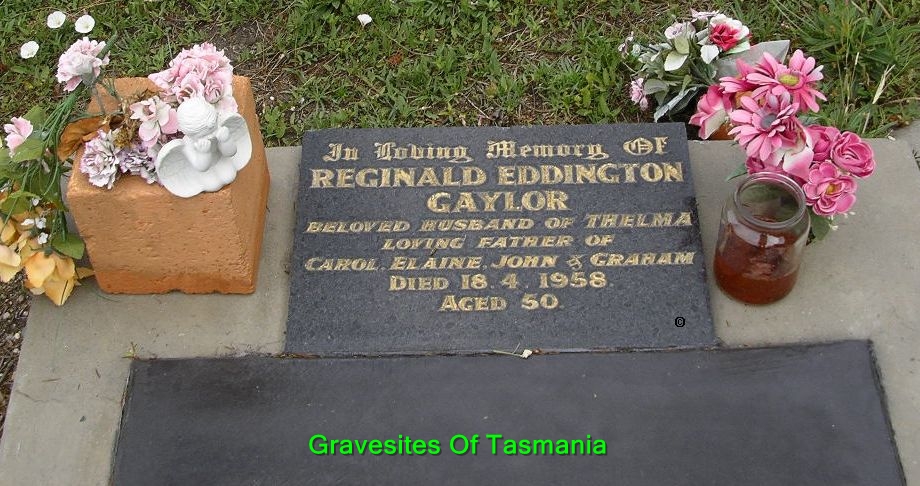 In Loving Memory Of
REGINALD EDDINGTON
GAYLOR
BELOVED HUSBAND OF THELMA
LOVING FATHER OF
CAROL, ELAINE, JOHN & GRAHAM
DIED 18. 4. 1958
AGED 50.
©
Gravesites Of Tasmania